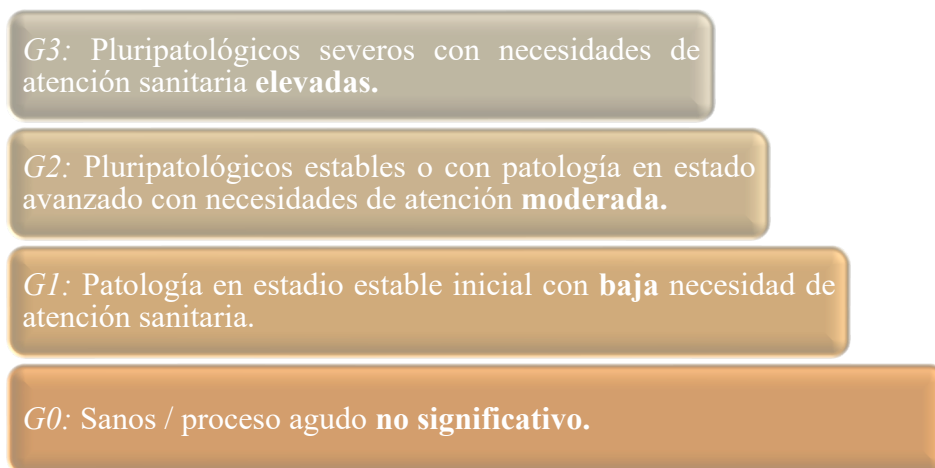 G3: Pluripatológicos severos con necesidades de
atención sanitaria elevadas.
G2: Pluripatológicos estables o con patología en estado
avanzado con necesidades de atención moderada.
G1: Patología en estadio estable inicial con baja necesidad de
atención sanitaria.
G0: Sanos / proceso agudo no significativo.